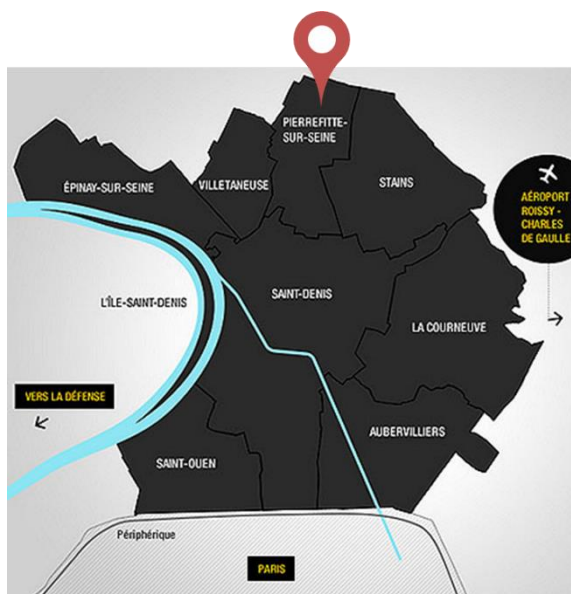 PIERREFITTE-
SUR-SEINE
ÉPINAY-SUR-SEINE
VILLETANEUSE
STAINS
AÉROPORT
ROISSY -
CHARLES
DE GAULLE
L'ÎLE-SAINT-DENIS
SAINT-DENIS
LA COURNEUVE
VERS LA DÉFENSE
AUBERVILLIERS
SAINT-OUEN
Périphérique
PARIS